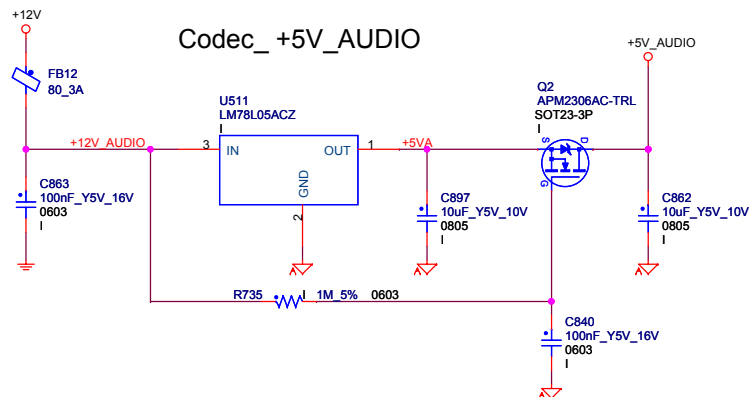 +12V
Codec_ +5V_AUDIO
+5V_AUDIO
FB12
80_3A
U511
LM78L05ACZ
I
Q2
APM2306AC-TRL
SOT23-3P
I
+12V_AUDIO
3
IN
OUT
1
+5VA
S
D
G
GND
2
C863
100nF_Y5V_16V
0603
I
C897
10uF_Y5V_10V
0805
I
C862
10uF_Y5V_10V
0805
I
A
A
A
R735
I
1M_5%
0603
C840
100nF_Y5V_16V
0603
I
A